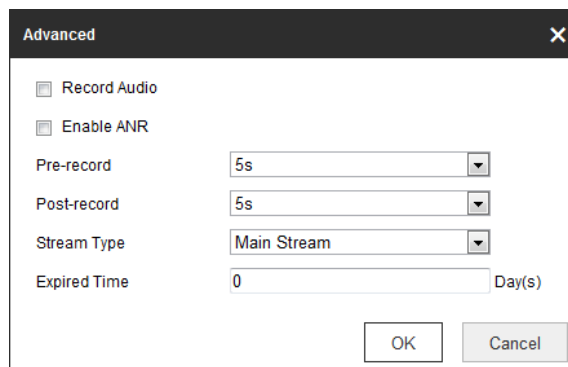 Advanced
Record Audio
Enable ANR
Pre-record 5s
Post-record 5s
Stream Type Main Stream
Expired Time 0 Day(s)
OK Cancel